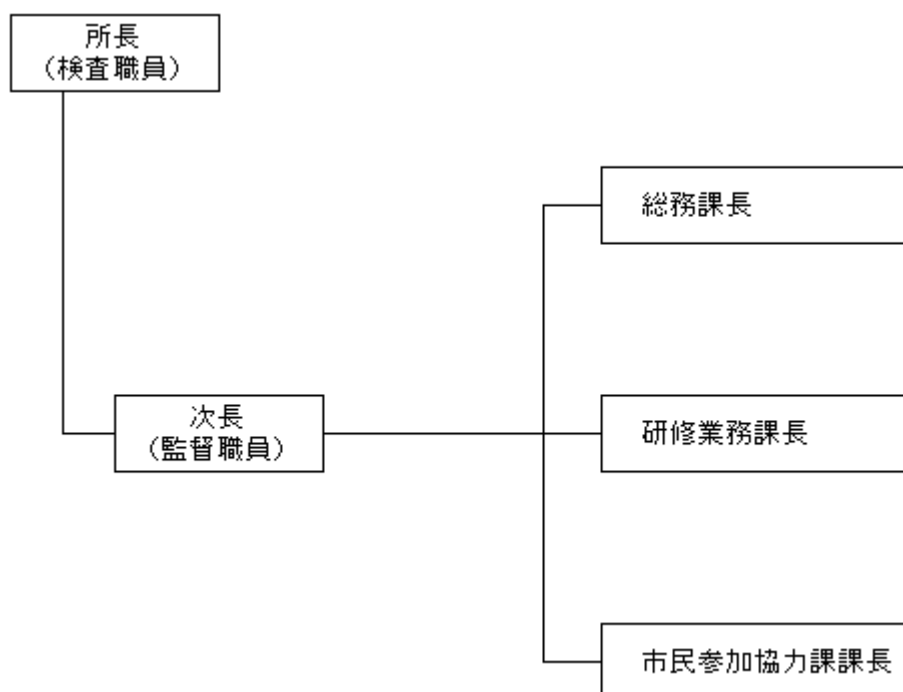 所長
（検査職員）
総務課長
次長
（監督職員）
研修業務課長
市民参加協力課課長